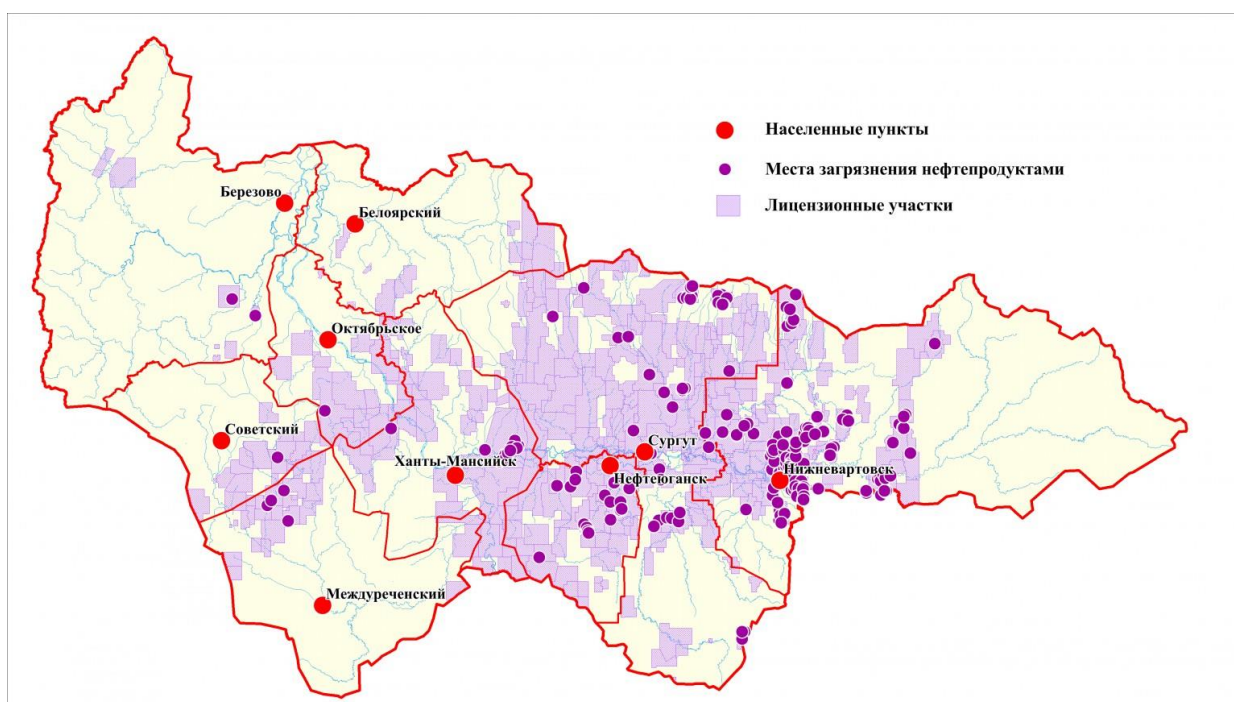 Населенные пункты
Места загрязнения нефтепродуктами
Лицензионные участки
Березово
Белоярский
Октябрьское
Советский
Ханты-Мансийск
Сургут
Нефтеюганск
Нижневартовск
Междуреченский